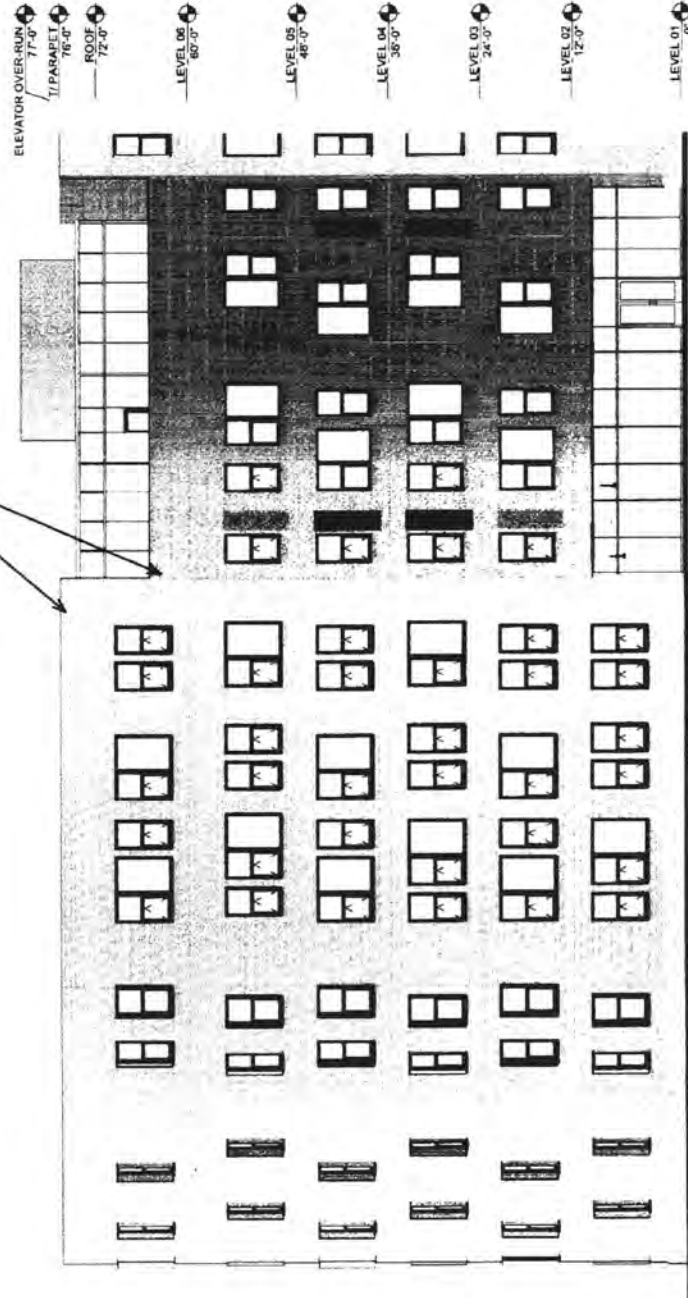 ELEVATOR OVER-RUN
77'-0"
T/ PARAPET
76'-0"
ROOF
72'-0"
LEVEL 06
60'-0"
LEVEL 05
48'-0"
LEVEL 04
36'-0"
LEVEL 03
24'-0"
LEVEL 02
12'-0"
LEVEL 01
0"